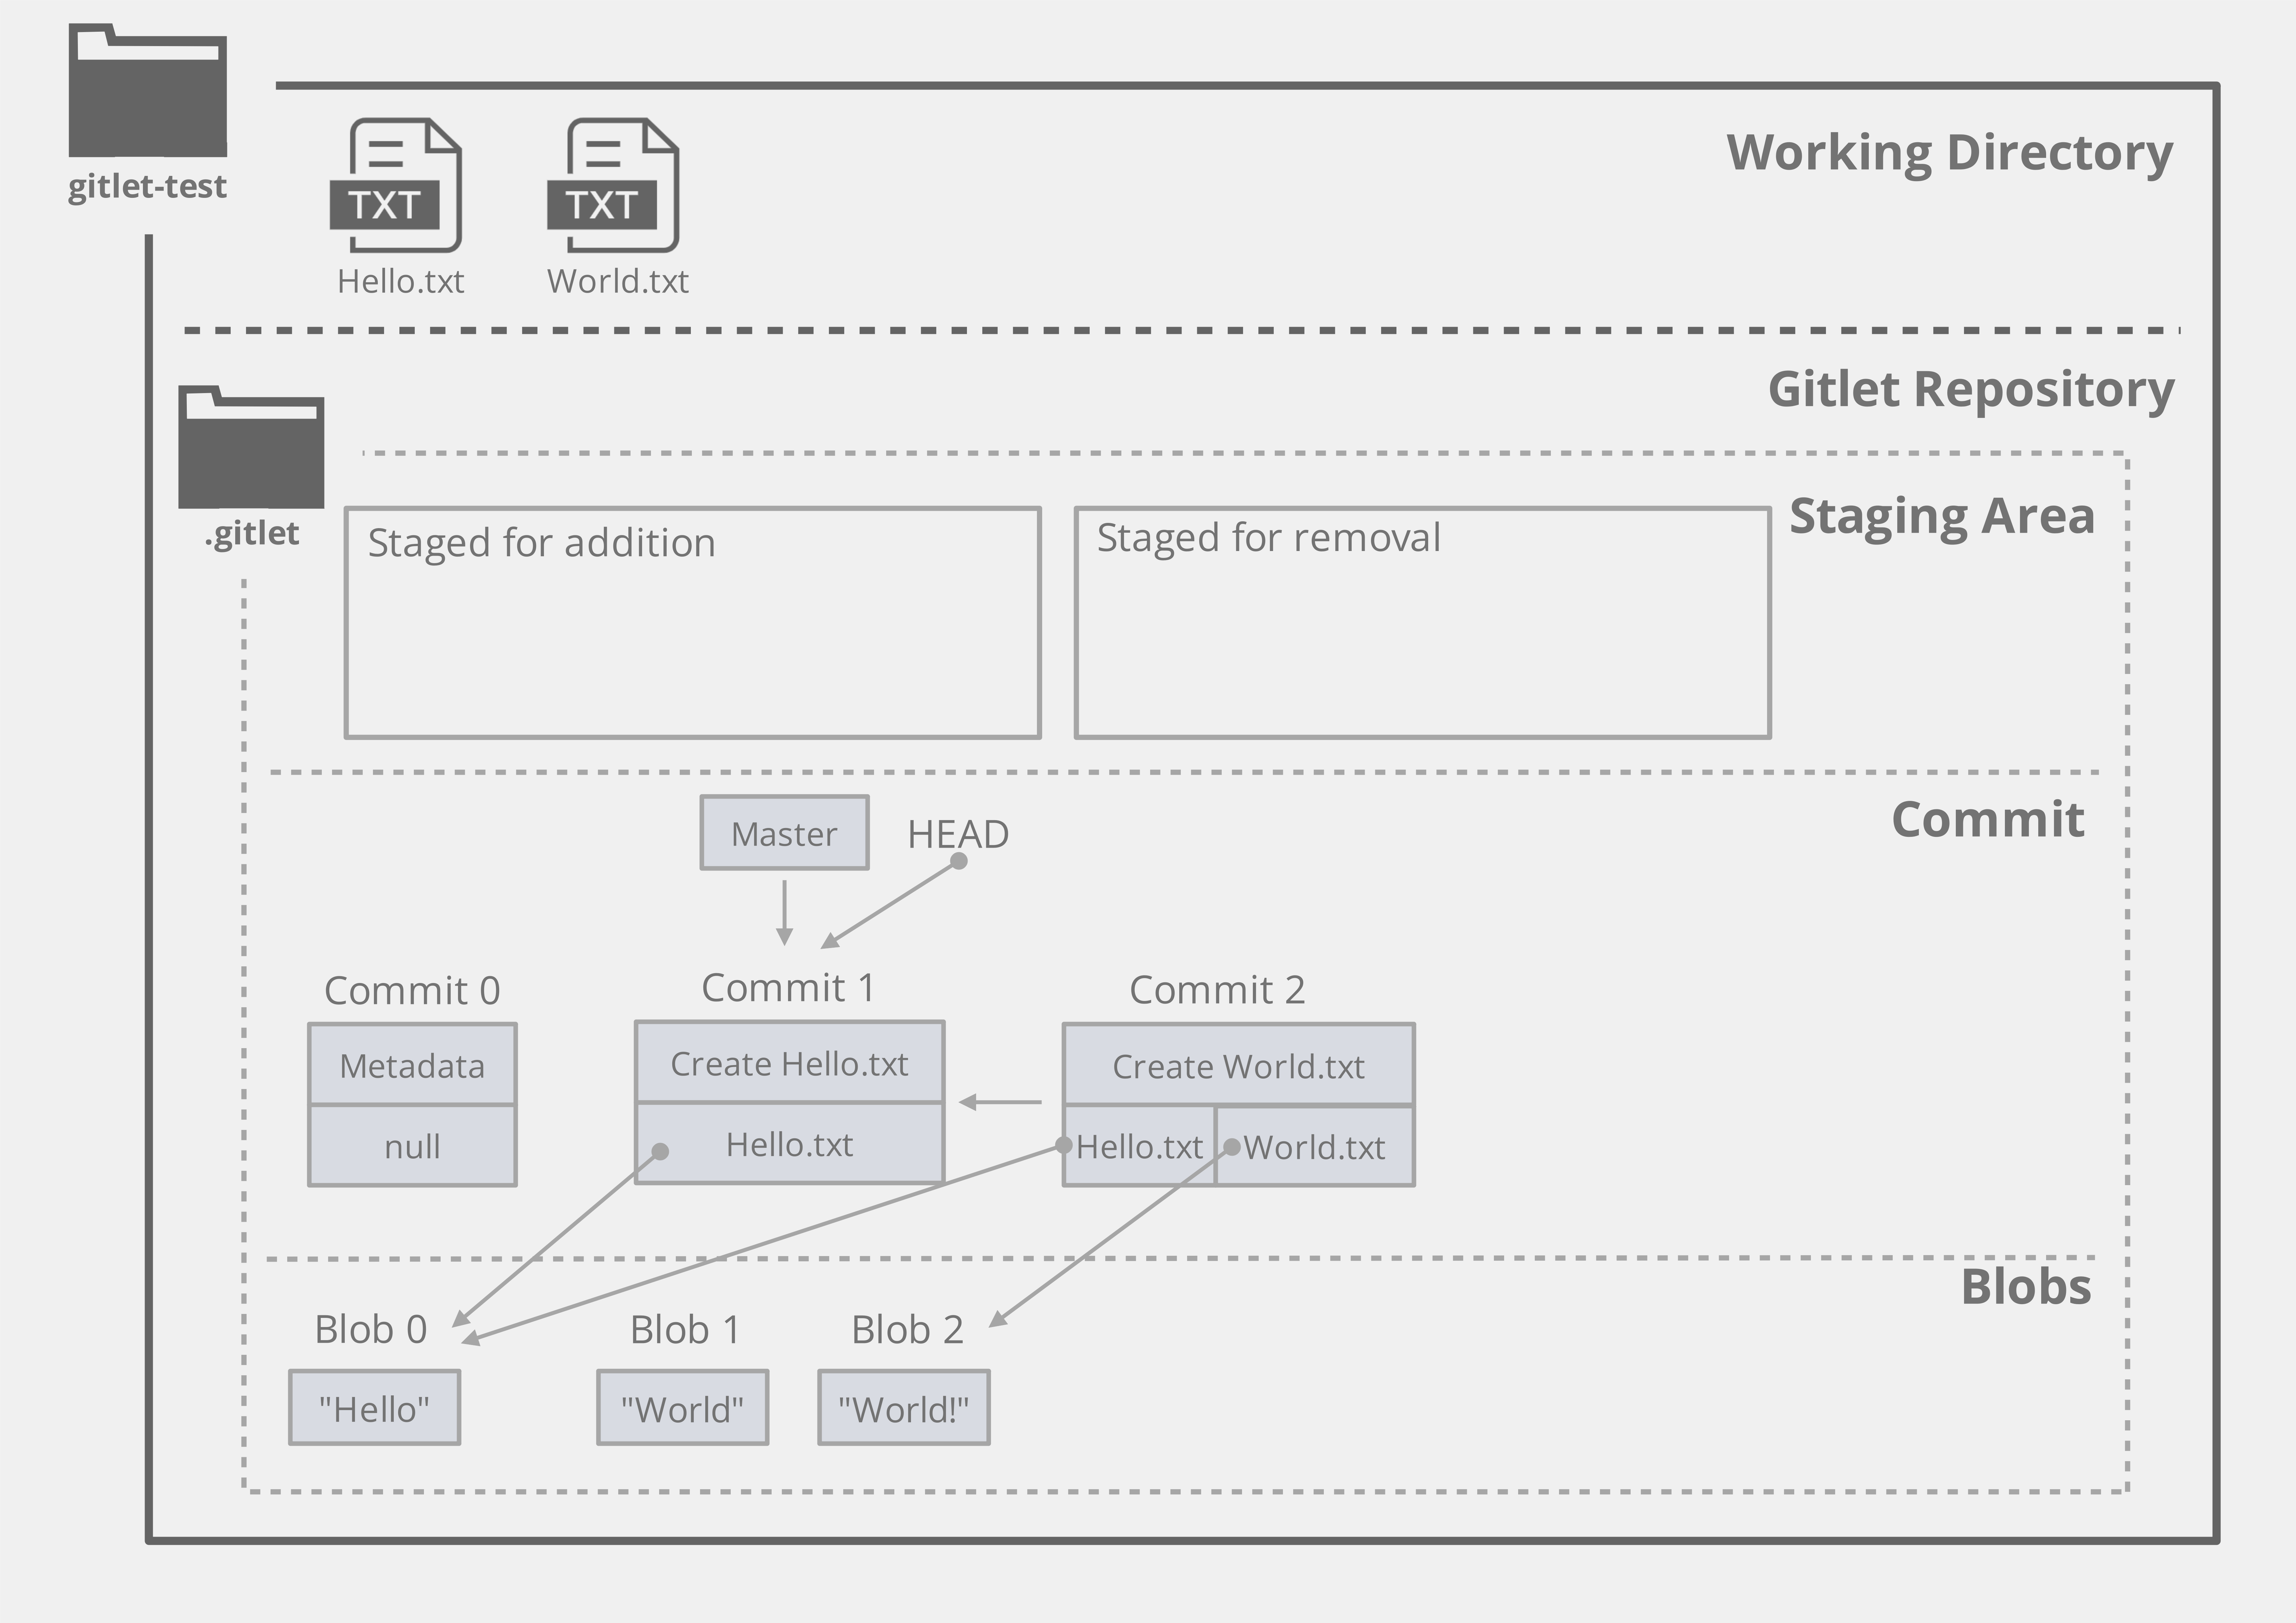 gitlet-test
Working Directory
TXT
TXT
Hello.txt
World.txt
Gitlet Repository
.gitlet
Staging Area
Staged for addition
Staged for removal
Commit
Master
HEAD
Commit 0
Commit 1
Commit 2
Metadata
Create Hello.txt
Create World.txt
null
Hello.txt
Hello.txt
World.txt
Blobs
Blob 0
Blob 1
Blob 2
"Hello"
"World"
"World!"